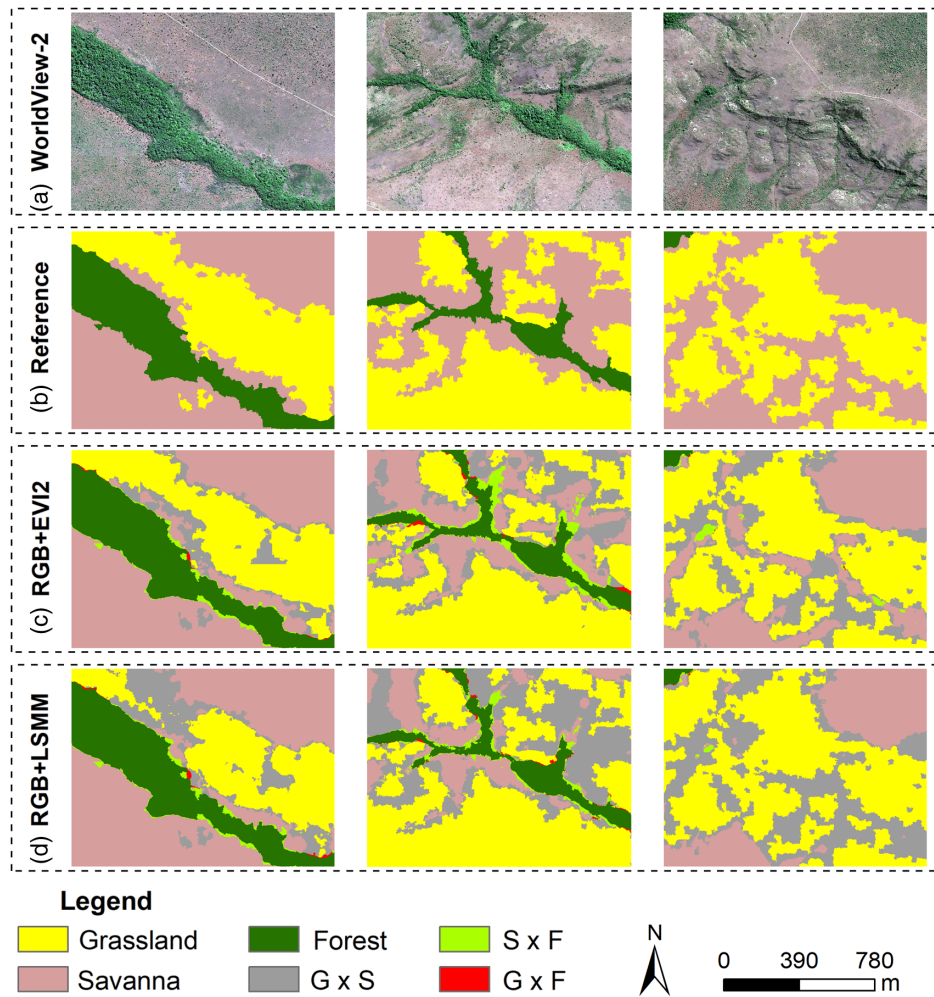 (a) WorldView-2
(b) Reference
(c) RGB+EVI2
(d) RGB+LSMM
Legend
Grassland
Forest
S x F
Savanna
G x S
G x F
N
0 390 780
m